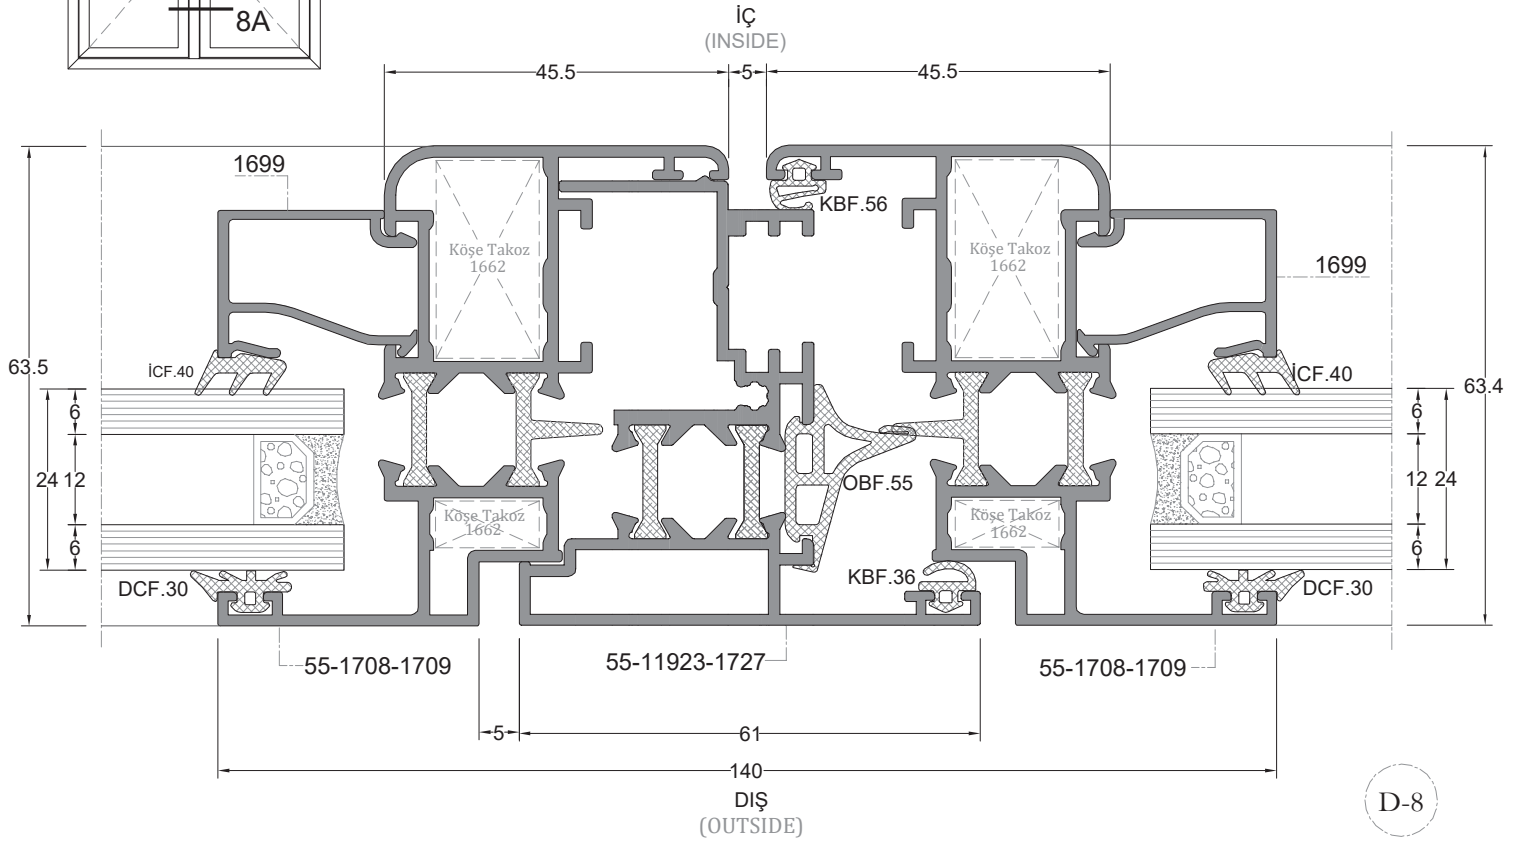 8A
İÇ
(INSIDE)
45.5
5
45.5
1699
KBF.56
Köşe Takoz
1662
Köşe Takoz
1662
1699
63.5
63.4
İCF.40
İCF.40
6
24
12
6
6
12
24
6
OBF.55
Köşe Takoz
1662
Köşe Takoz
1662
DCF.30
KBF.36
DCF.30
55-1708-1709
55-11923-1727
55-1708-1709
5
61
140
DIŞ
(OUTSIDE)
D-8